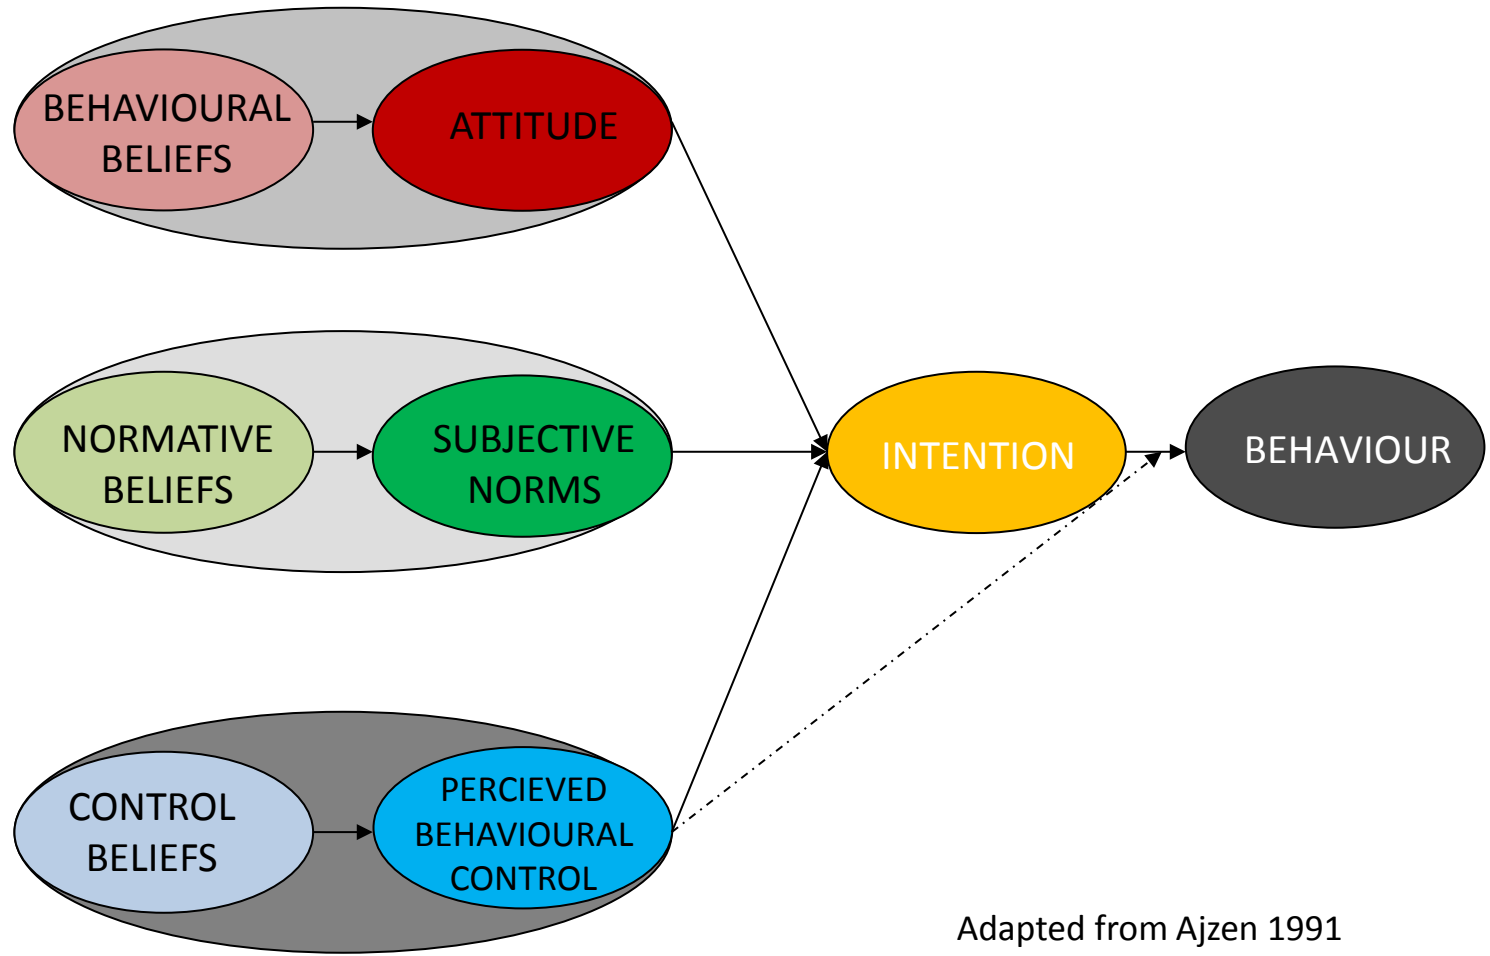 BEHAVIOURAL
BELIEFS
ATTITUDE
NORMATIVE
BELIEFS
SUBJECTIVE
NORMS
INTENTION
BEHAVIOUR
CONTROL
BELIEFS
PERCIEVED
BEHAVIOURAL
CONTROL
Adapted from Ajzen 1991